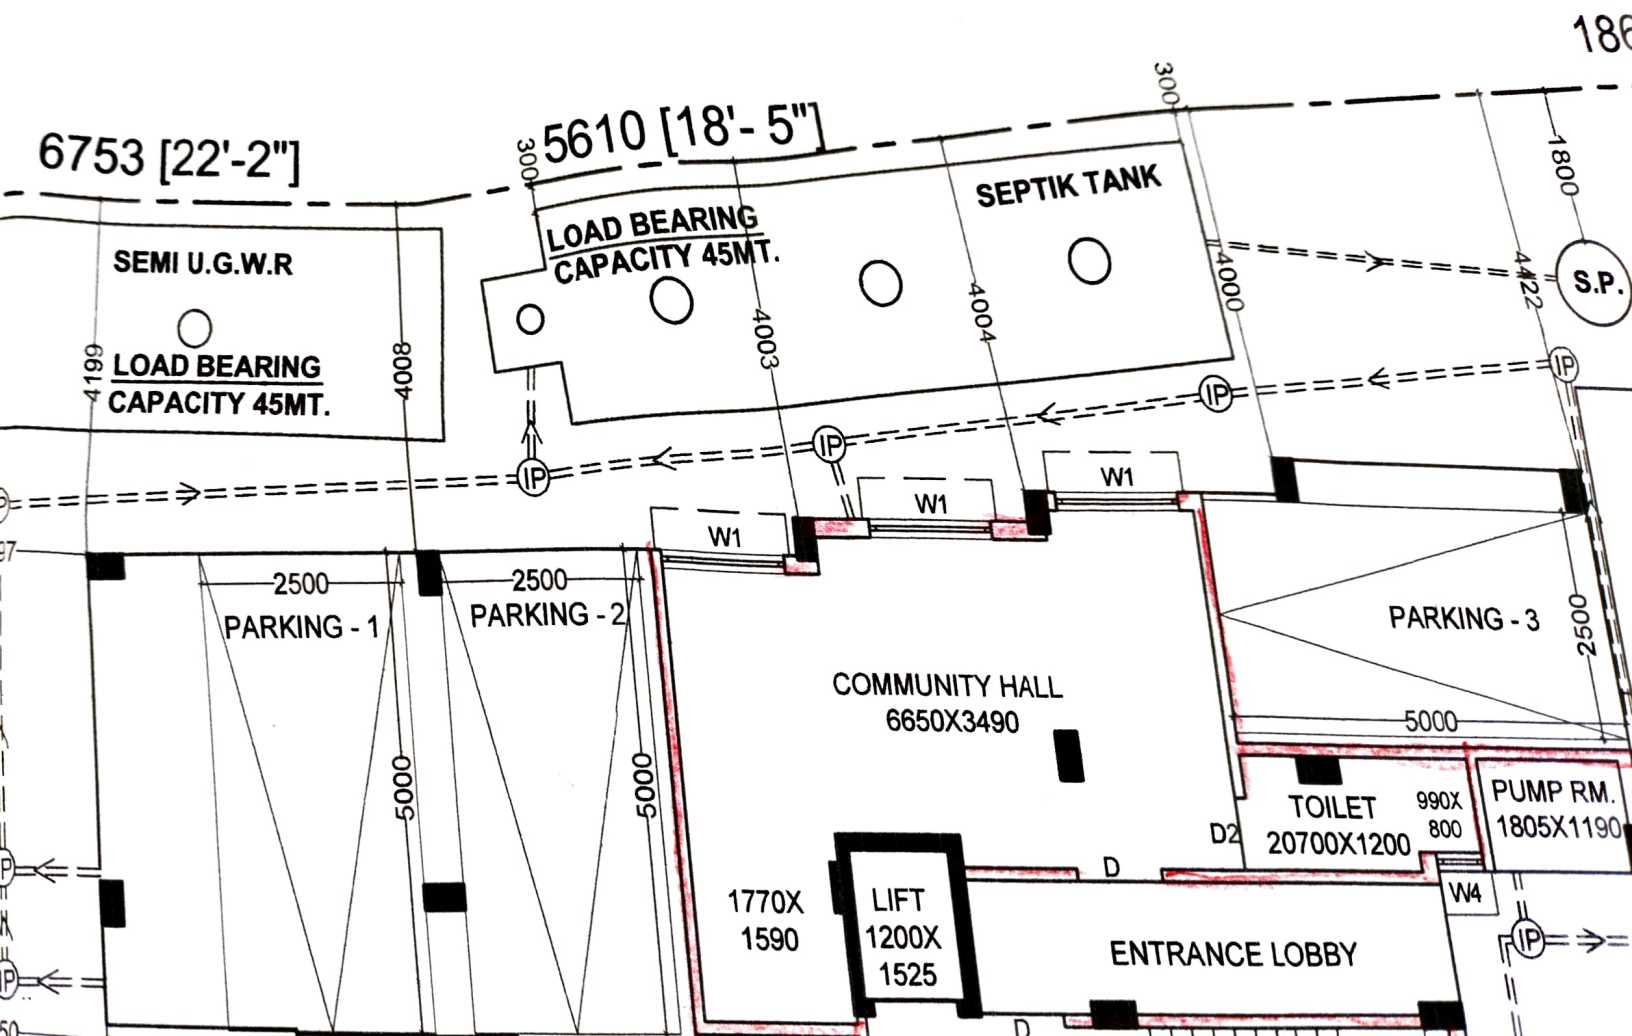 186
6753 [22'-2"]
300
5610 [18'- 5"]
300
1800
SEMI U.G.W.R
LOAD BEARING
CAPACITY 45MT.
4199
4008
LOAD BEARING
CAPACITY 45MT.
SEPTIK TANK
4003
4004
4000
4422
S.P.
IP
IP
IP
IP
P
97
W1
W1
W1
2500
PARKING - 1
2500
PARKING - 2
PARKING - 3
2500
5000
COMMUNITY HALL
6650X3490
5000
5000
TOILET
20700X1200
990X
800
PUMP RM.
1805X1190
D2
D
P
1770X
1590
LIFT
1200X
1525
ENTRANCE LOBBY
W4
IP
IP
50
D